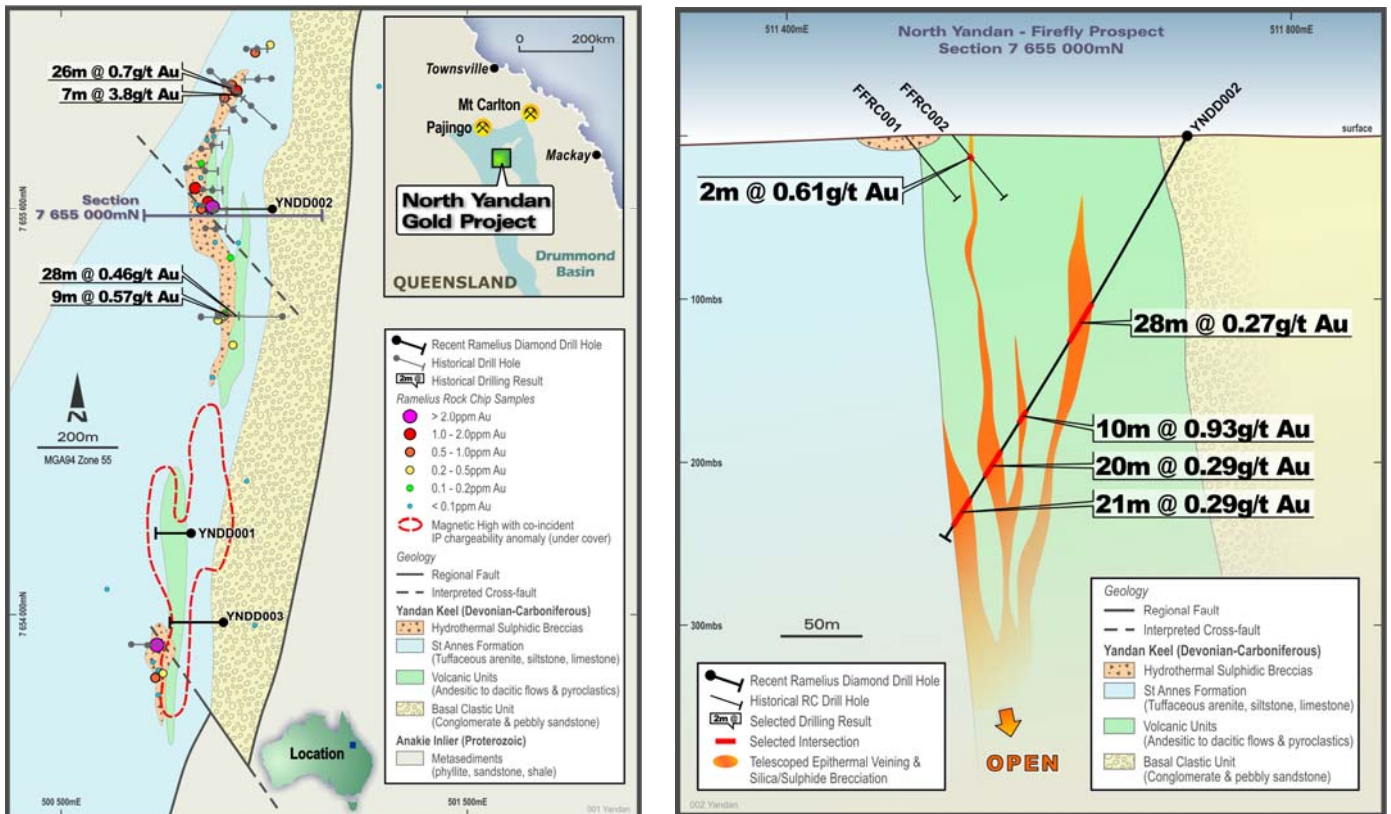 26m @ 0.7g/t Au
7m @ 3.8g/t Au
7 655 600mN
Section
7 655 000mN
YNDD002
28m @ 0.46g/t Au
9m @ 0.57g/t Au
N
200m
MGA94 Zone 55
YNDD001
7 654 000mN
YNDD003
Location
500 500mE
501 500mE
001 Yandan
0 200km
Townsville
Mt Carlton
Pajingo
Mackay
North Yandan
Gold Project
Drummond
Basin
QUEENSLAND
Recent Ramelius Diamond Drill Hole
Historical Drill Hole
2m @
Historical Drilling Result
Ramelius Rock Chip Samples
> 2.0ppm Au
1.0 - 2.0ppm Au
0.5 - 1.0ppm Au
0.2 - 0.5ppm Au
0.1 - 0.2ppm Au
< 0.1ppm Au
Magnetic High with co-incident
IP chargeability anomaly (under cover)
Geology
Regional Fault
Interpreted Cross-fault
Yandan Keel (Devonian-Carboniferous)
Hydrothermal Sulphidic Breccias
St Annes Formation
(Tuffaceous arenite, siltstone, limestone)
Volcanic Units
(Andesitic to dacitic flows & pyroclastics)
Basal Clastic Unit
(Conglomerate & pebbly sandstone)
Anakie Inlier (Proterozoic)
Metasediments
(phyllite, sandstone, shale)
511 400mE
North Yandan - Firefly Prospect
Section 7 655 000mN
511 800mE
FFRC001
FFRC002
YNDD002
surface
2m @ 0.61g/t Au
100mbs
28m @ 0.27g/t Au
10m @ 0.93g/t Au
200mbs
20m @ 0.29g/t Au
21m @ 0.29g/t Au
300mbs
50m
OPEN
Recent Ramelius Diamond Drill Hole
Historical RC Drill Hole
2m @
Selected Drilling Result
Selected Intersection
Telescoped Epithermal Veining &
Silica/Sulphide Brecciation
Geology
Regional Fault
Interpreted Cross-fault
Yandan Keel (Devonian-Carboniferous)
Hydrothermal Sulphidic Breccias
St Annes Formation
(Tuffaceous arenite, siltstone, limestone)
Volcanic Units
(Andesitic to dacitic flows & pyroclastics)
Basal Clastic Unit
(Conglomerate & pebbly sandstone)
002 Yandan